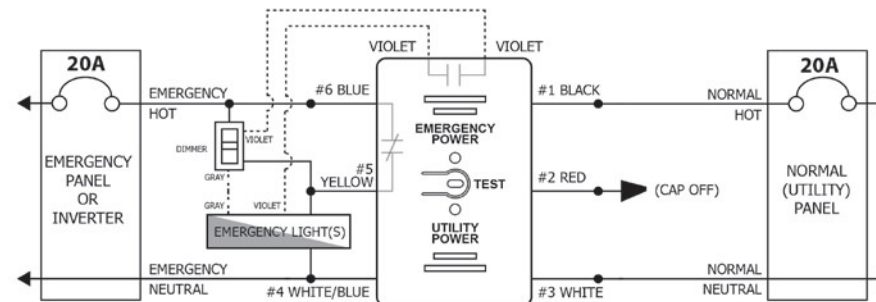 VIOLET
VIOLET
20A
EMERGENCY
HOT
#6 BLUE
VIOLET
DIMMER
GRAY
#5
YELLOW
GRAY
VIOLET
EMERGENCY LIGHT(S)
EMERGENCY
PANEL
OR
INVERTER
EMERGENCY
NEUTRAL
#4 WHITE/BLUE
EMERGENCY
POWER
TEST
UTILITY
POWER
#1 BLACK
#2 RED
(CAP OFF)
#3 WHITE
NORMAL
HOT
20A
NORMAL
(UTILITY)
PANEL
NORMAL
NEUTRAL